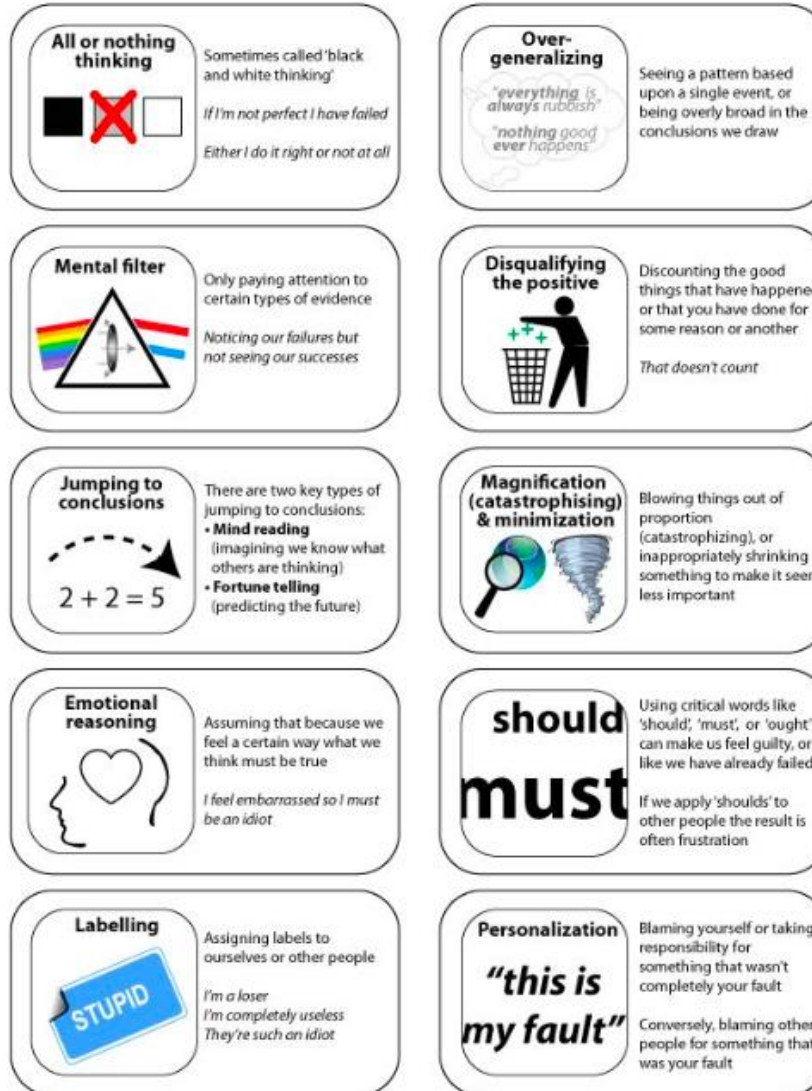 All or nothing
thinking
Sometimes called 'black
and white thinking'
If I'm not perfect I have failed
Either I do it right or not at all
Over-
generalizing
"everything is
always rubbish"
"nothing good
ever happens"
Seeing a pattern based
upon a single event, or
being overly broad in the
conclusions we draw
Mental filter
Only paying attention to
certain types of evidence
Noticing our failures but
not seeing our successes
Disqualifying
the positive
Discounting the good
things that have happened
or that you have done for
some reason or another
That doesn't count
Jumping to
conclusions
2 + 2 = 5
There are two key types of
jumping to conclusions:
• Mind reading
(imagining we know what
others are thinking)
• Fortune telling
(predicting the future)
Magnification
(catastrophising)
& minimization
Blowing things out of
proportion
(catastrophizing), or
inappropriately shrinking
something to make it seem
less important
Emotional
reasoning
Assuming that because we
feel a certain way what we
think must be true
I feel embarrassed so I must
be an idiot
should
must
Using critical words like
'should', 'must', or 'ought'
can make us feel guilty, or
like we have already failed
If we apply 'shoulds' to
other people the result is
often frustration
Labelling
STUPID
Assigning labels to
ourselves or other people
I'm a loser
I'm completely useless
They're such an idiot
Personalization
"this is
my fault"
Blaming yourself or taking
responsibility for
something that wasn't
completely your fault
Conversely, blaming other
people for something that
was your fault